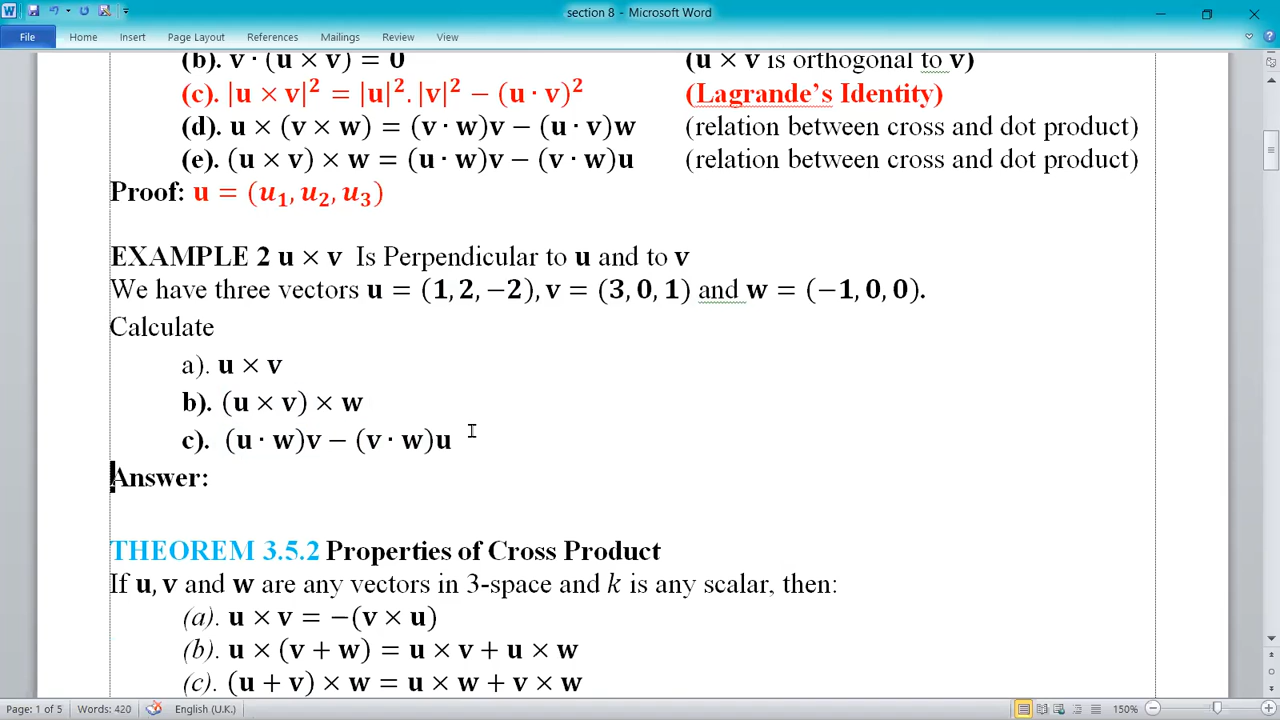 section 8 - Microsoft Word
File Home Insert Page Layout References Mailings Review View
(b). v · (u × v) = 0 (u × v is orthogonal to v)
(c). |u × v|² = |u|². |v|² − (u · v)² (Lagrande's Identity)
(d). u × (v × w) = (v · w)v − (u · v)w (relation between cross and dot product)
(e). (u × v) × w = (u · w)v − (v · w)u (relation between cross and dot product)
Proof: u = (u₁, u₂, u₃)
EXAMPLE 2 u × v Is Perpendicular to u and to v
We have three vectors u = (1, 2, −2), v = (3, 0, 1) and w = (−1, 0, 0).
Calculate
a). u × v
b). (u × v) × w
c). (u · w)v − (v · w)u
Answer:
THEOREM 3.5.2 Properties of Cross Product
If u, v and w are any vectors in 3-space and k is any scalar, then:
(a). u × v = −(v × u)
(b). u × (v + w) = u × v + u × w
(c). (u + v) × w = u × w + v × w
Page: 1 of 5 Words: 420 English (U.K.) 150%